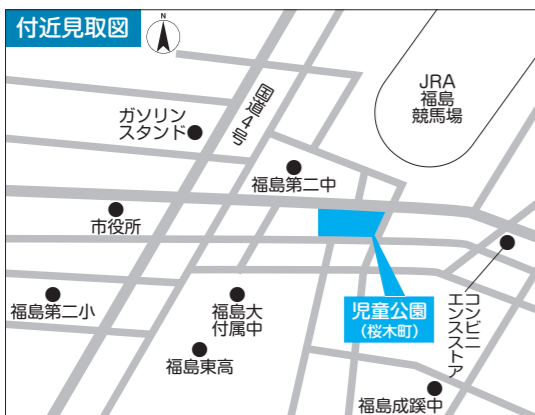 付近見取図
N
国道4号
JRA
福島
競馬場
ガソリン
スタンド
福島第二中
市役所
福島第二小
福島大
付属中
児童公園
(桜木町)
コンビニ
エンスストア
福島東高
福島成蹊中